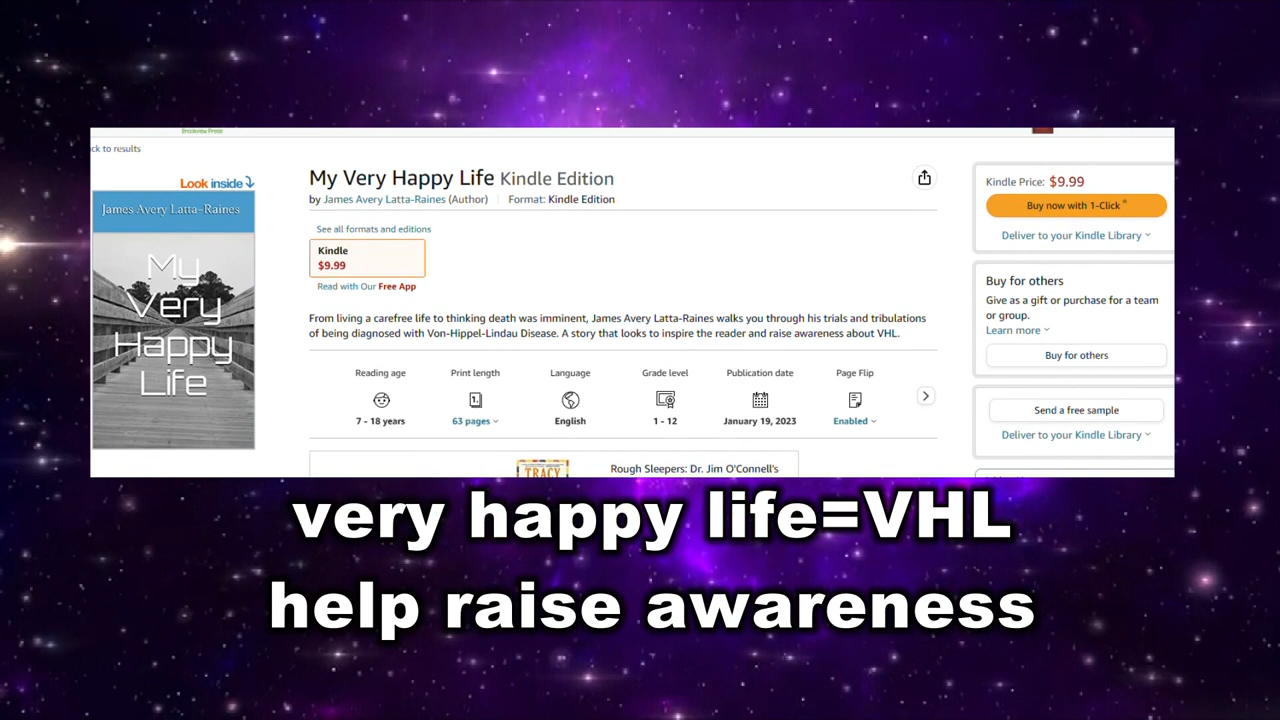 Brookview Press
ck to results
Look inside
James Avery Latta-Raines
My
Very
Happy
Life
My Very Happy Life Kindle Edition
by James Avery Latta-Raines (Author) Format: Kindle Edition
See all formats and editions
Kindle
$9.99
Read with Our Free App
From living a carefree life to thinking death was imminent, James Avery Latta-Raines walks you through his trials and tribulations
of being diagnosed with Von-Hippel-Lindau Disease. A story that looks to inspire the reader and raise awareness about VHL.
Reading age
7 - 18 years
Print length
63 pages
Language
English
Grade level
1 - 12
Publication date
January 19, 2023
Page Flip
Enabled
TRACY
Rough Sleepers: Dr. Jim O'Connell's
Kindle Price: $9.99
Buy now with 1-Click ®
Deliver to your Kindle Library
Buy for others
Give as a gift or purchase for a team
or group.
Learn more
Buy for others
Send a free sample
Deliver to your Kindle Library
very happy life=VHL
help raise awareness